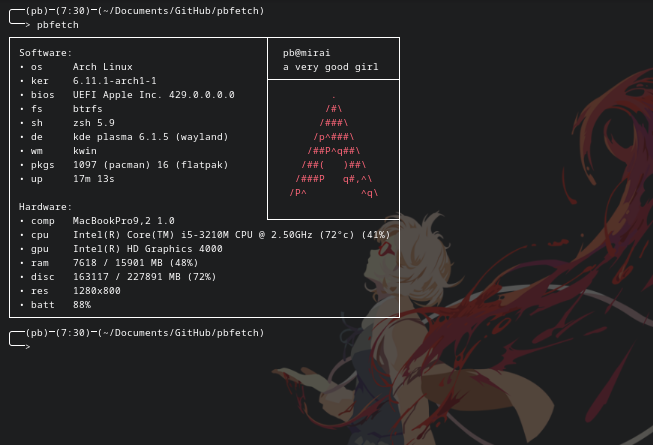 (pb)─(7:30)─(~/Documents/GitHub/pbfetch)
> pbfetch
Software:
• os Arch Linux
• ker 6.11.1-arch1-1
• bios UEFI Apple Inc. 429.0.0.0.0
• fs btrfs
• sh zsh 5.9
• de kde plasma 6.1.5 (wayland)
• wm kwin
• pkgs 1097 (pacman) 16 (flatpak)
• up 17m 13s
pb@mirai
a very good girl
.
/#\
/###\
/p^###\
/##P^q##\
/##(   )##\
/###P   q#,^\
/P^         ^q\
Hardware:
• comp MacBookPro9,2 1.0
• cpu Intel(R) Core(TM) i5-3210M CPU @ 2.50GHz (72°c) (41%)
• gpu Intel(R) HD Graphics 4000
• ram 7618 / 15901 MB (48%)
• disc 163117 / 227891 MB (72%)
• res 1280x800
• batt 88%
(pb)─(7:30)─(~/Documents/GitHub/pbfetch)
>